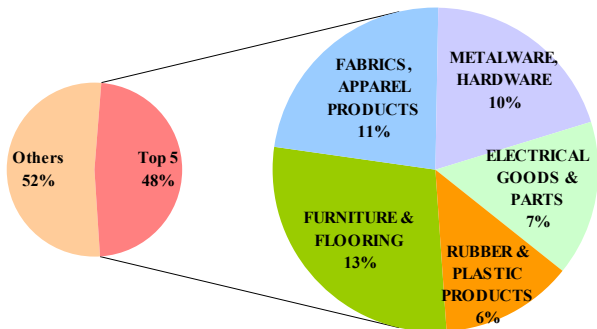 Others
52%
Top 5
48%
FABRICS,
APPAREL
PRODUCTS
11%
METALWARE,
HARDWARE
10%
ELECTRICAL
GOODS &
PARTS
7%
RUBBER &
PLASTIC
PRODUCTS
6%
FURNITURE &
FLOORING
13%